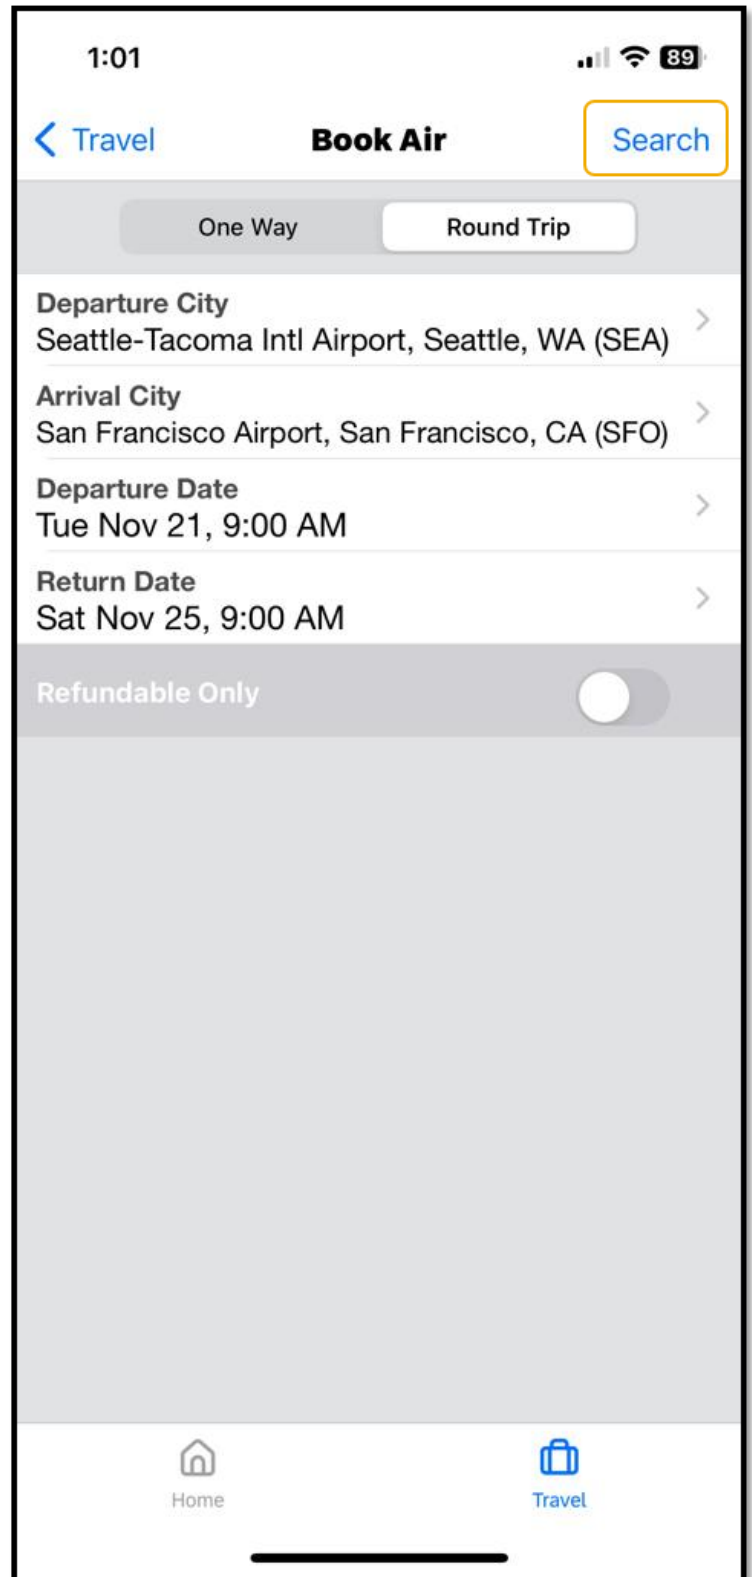 1:01
89
Travel
Book Air
Search
One Way
Round Trip
Departure City
Seattle-Tacoma Intl Airport, Seattle, WA (SEA)
Arrival City
San Francisco Airport, San Francisco, CA (SFO)
Departure Date
Tue Nov 21, 9:00 AM
Return Date
Sat Nov 25, 9:00 AM
Refundable Only
Home
Travel